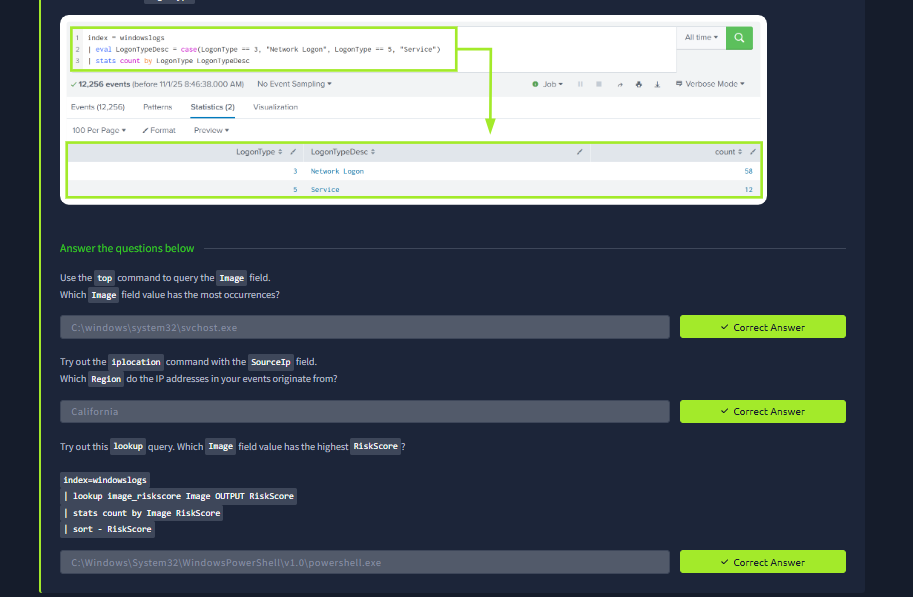 1 index = windowslogs
2 | eval LogonTypeDesc = case(LogonType == 3, "Network Logon", LogonType == 5, "Service")
3 | stats count by LogonType LogonTypeDesc
All time
12,256 events (before 11/1/25 8:46:38.000 AM) No Event Sampling Job Verbose Mode
Events (12,256) Patterns Statistics (2) Visualization
100 Per Page Format Preview
LogonType LogonTypeDesc count
3 Network Logon 58
5 Service 12
Answer the questions below
Use the top command to query the Image field.
Which Image field value has the most occurrences?
C:\windows\system32\svchost.exe Correct Answer
Try out the iplocation command with the SourceIp field.
Which Region do the IP addresses in your events originate from?
California Correct Answer
Try out this lookup query. Which Image field value has the highest RiskScore?
index=windowslogs
| lookup image_riskscore Image OUTPUT RiskScore
| stats count by Image RiskScore
| sort - RiskScore
C:\Windows\System32\WindowsPowerShell\v1.0\powershell.exe Correct Answer